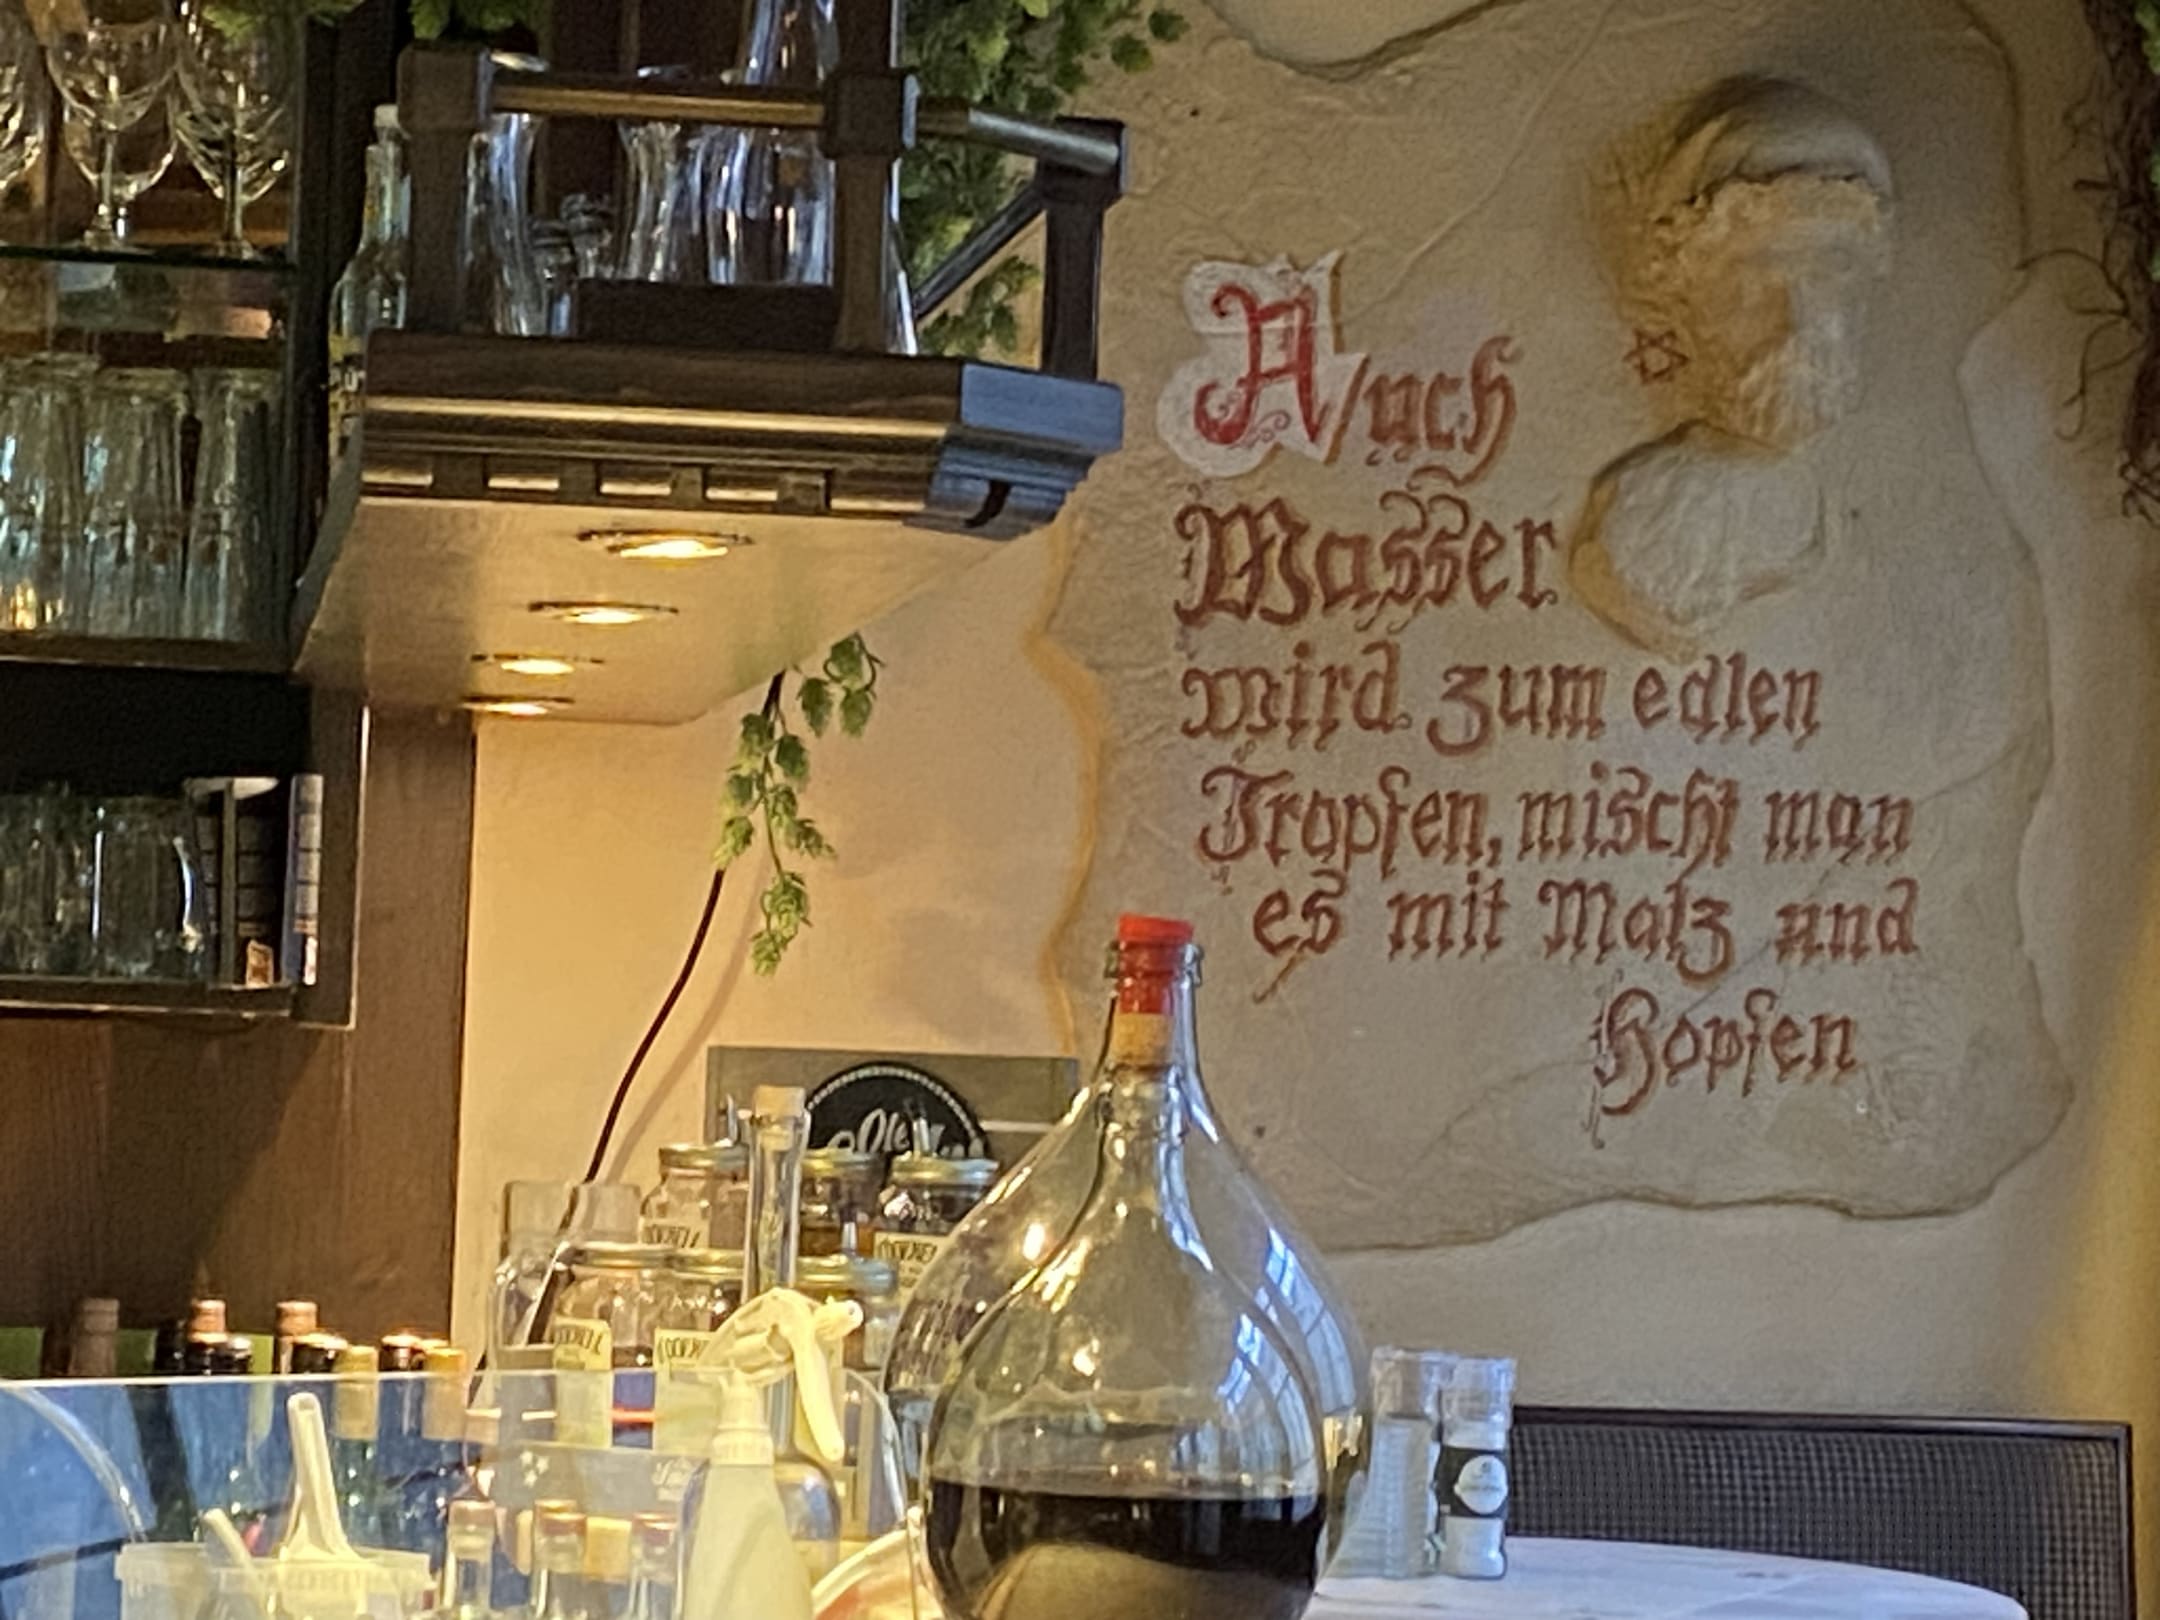 Auch
Wasser
wird zum edlen
Tropfen, mischt man
es mit Malz und
Hopfen